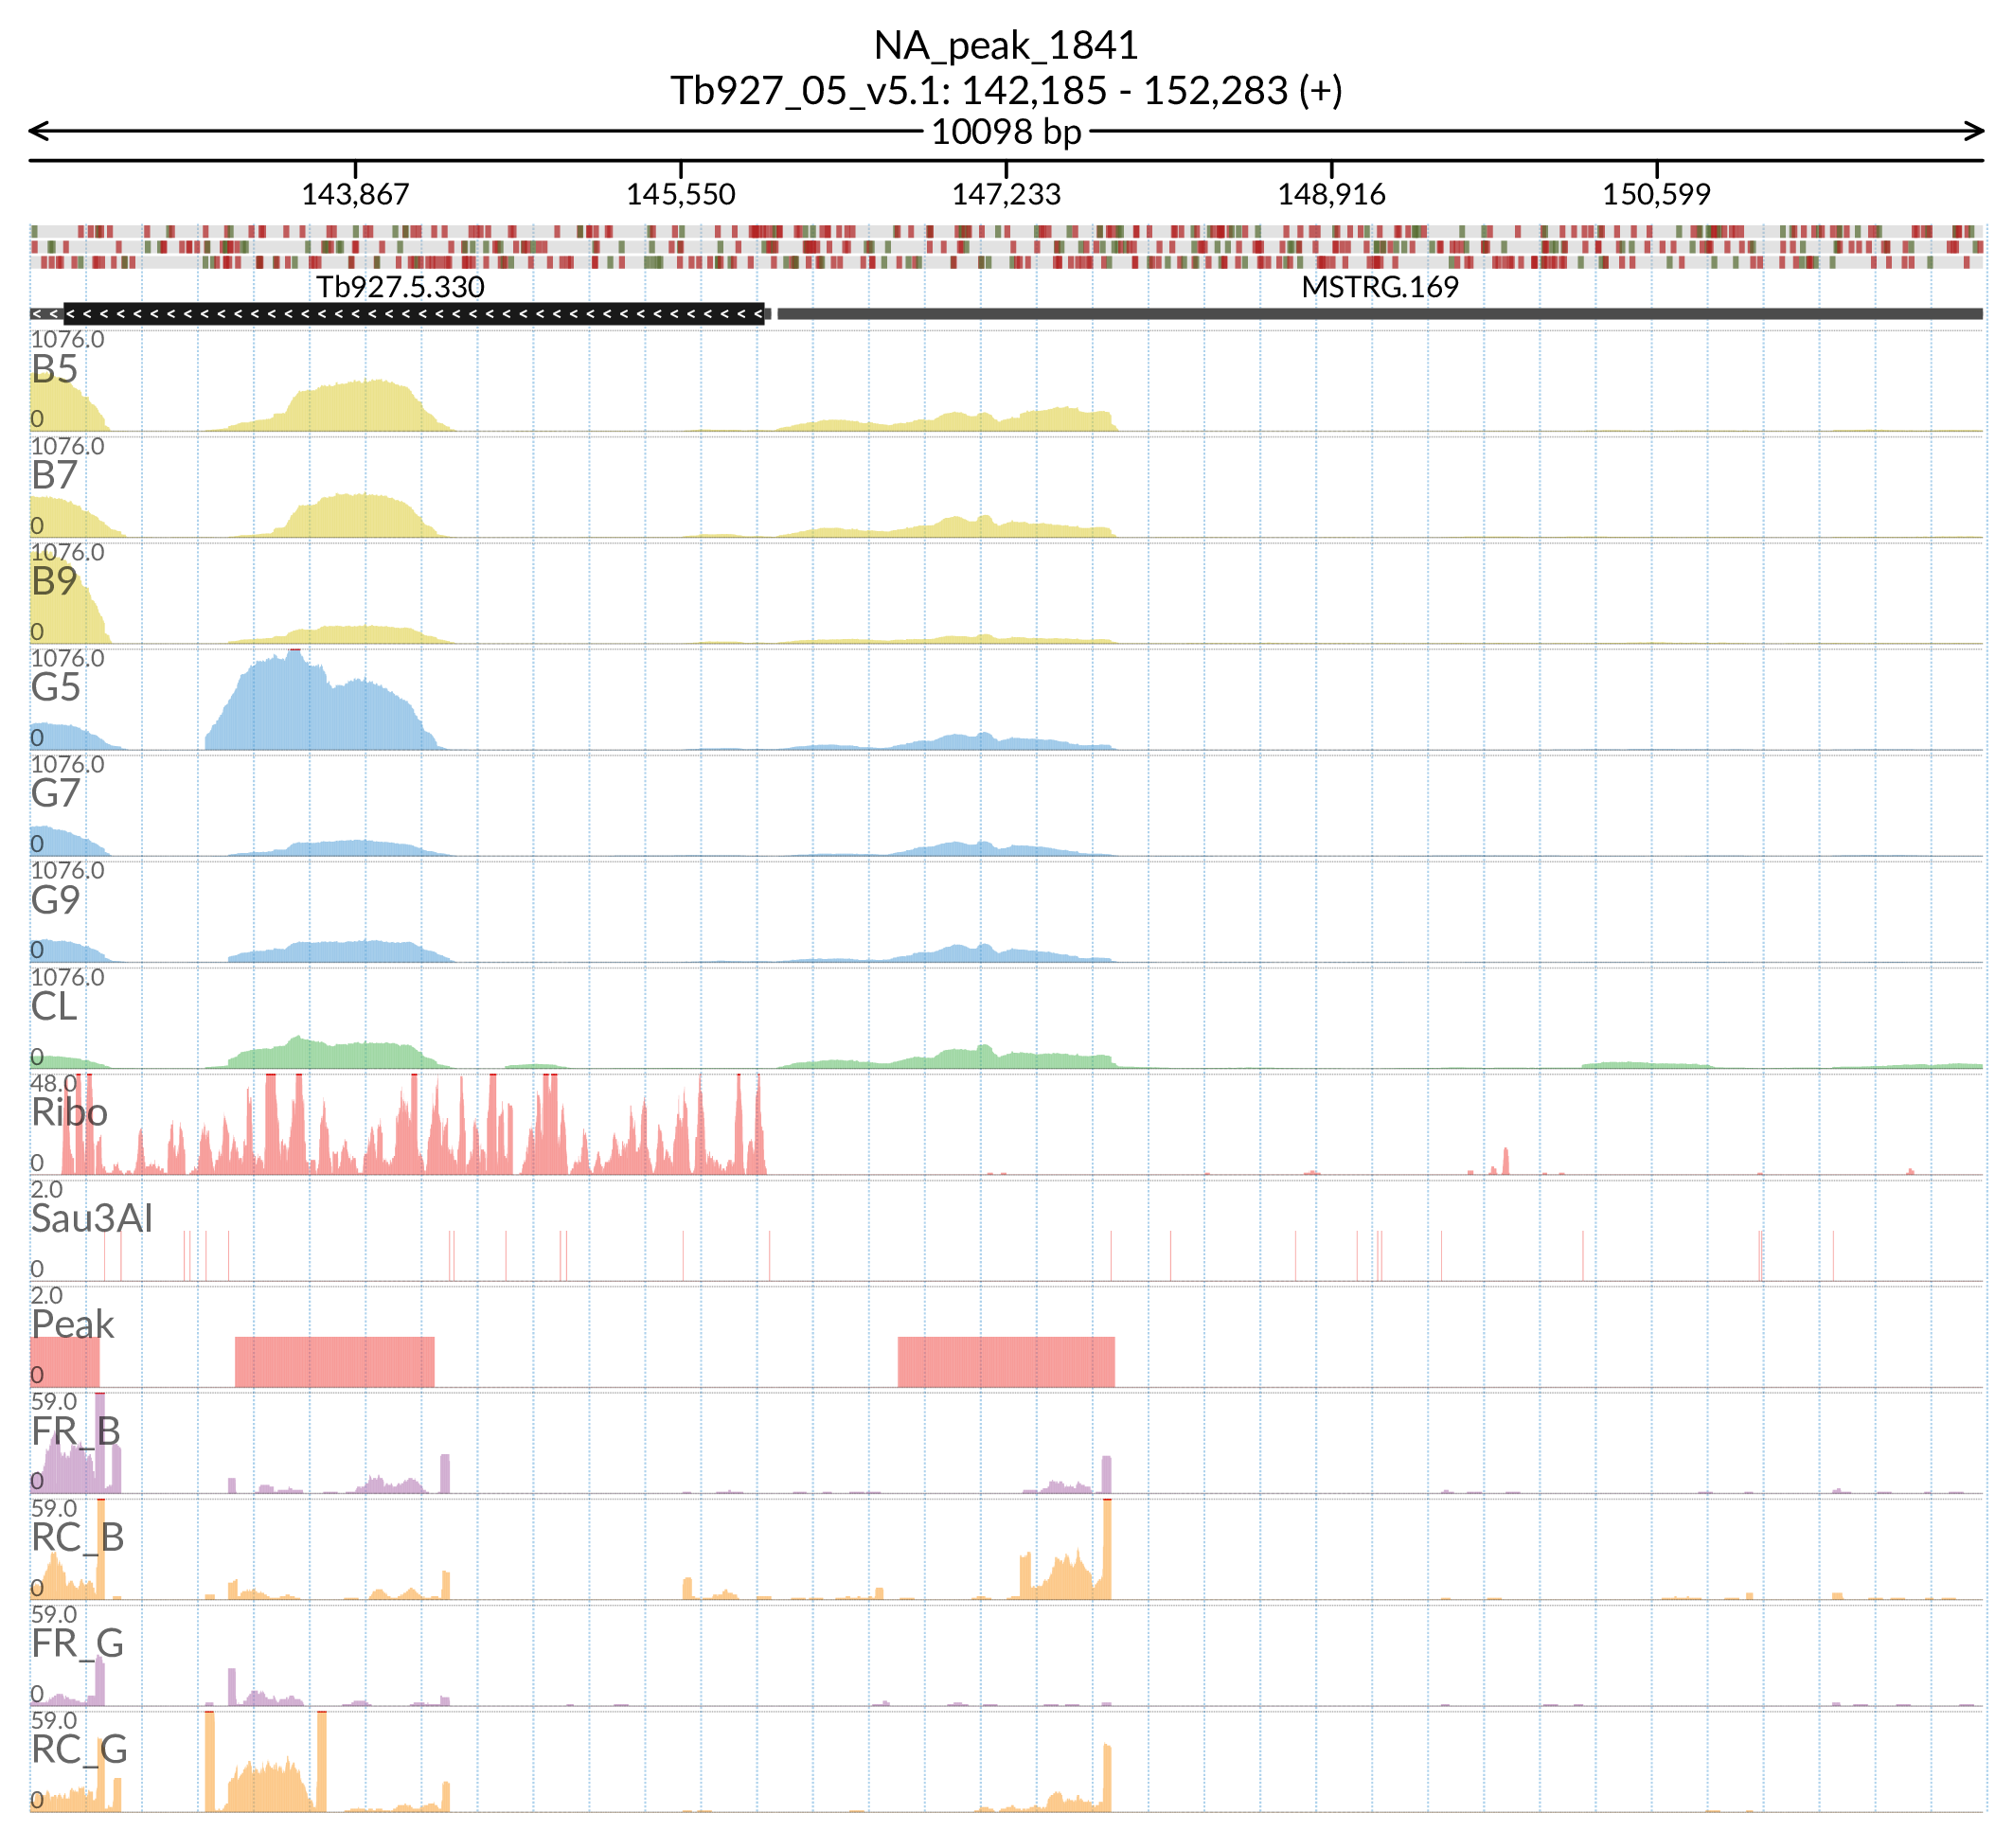 NA_peak_1841
Tb927_05_v5.1: 142,185 - 152,283 (+)
10098 bp
143,867 145,550 147,233 148,916 150,599
Tb927.5.330 MSTRG.169
1076.0
B5
0
1076.0
B7
0
1076.0
B9
0
1076.0
G5
0
1076.0
G7
0
1076.0
G9
0
1076.0
CL
0
48.0
Ribo
0
2.0
Sau3AI
0
2.0
Peak
0
59.0
FR_B
0
59.0
RC_B
0
59.0
FR_G
0
59.0
RC_G
0